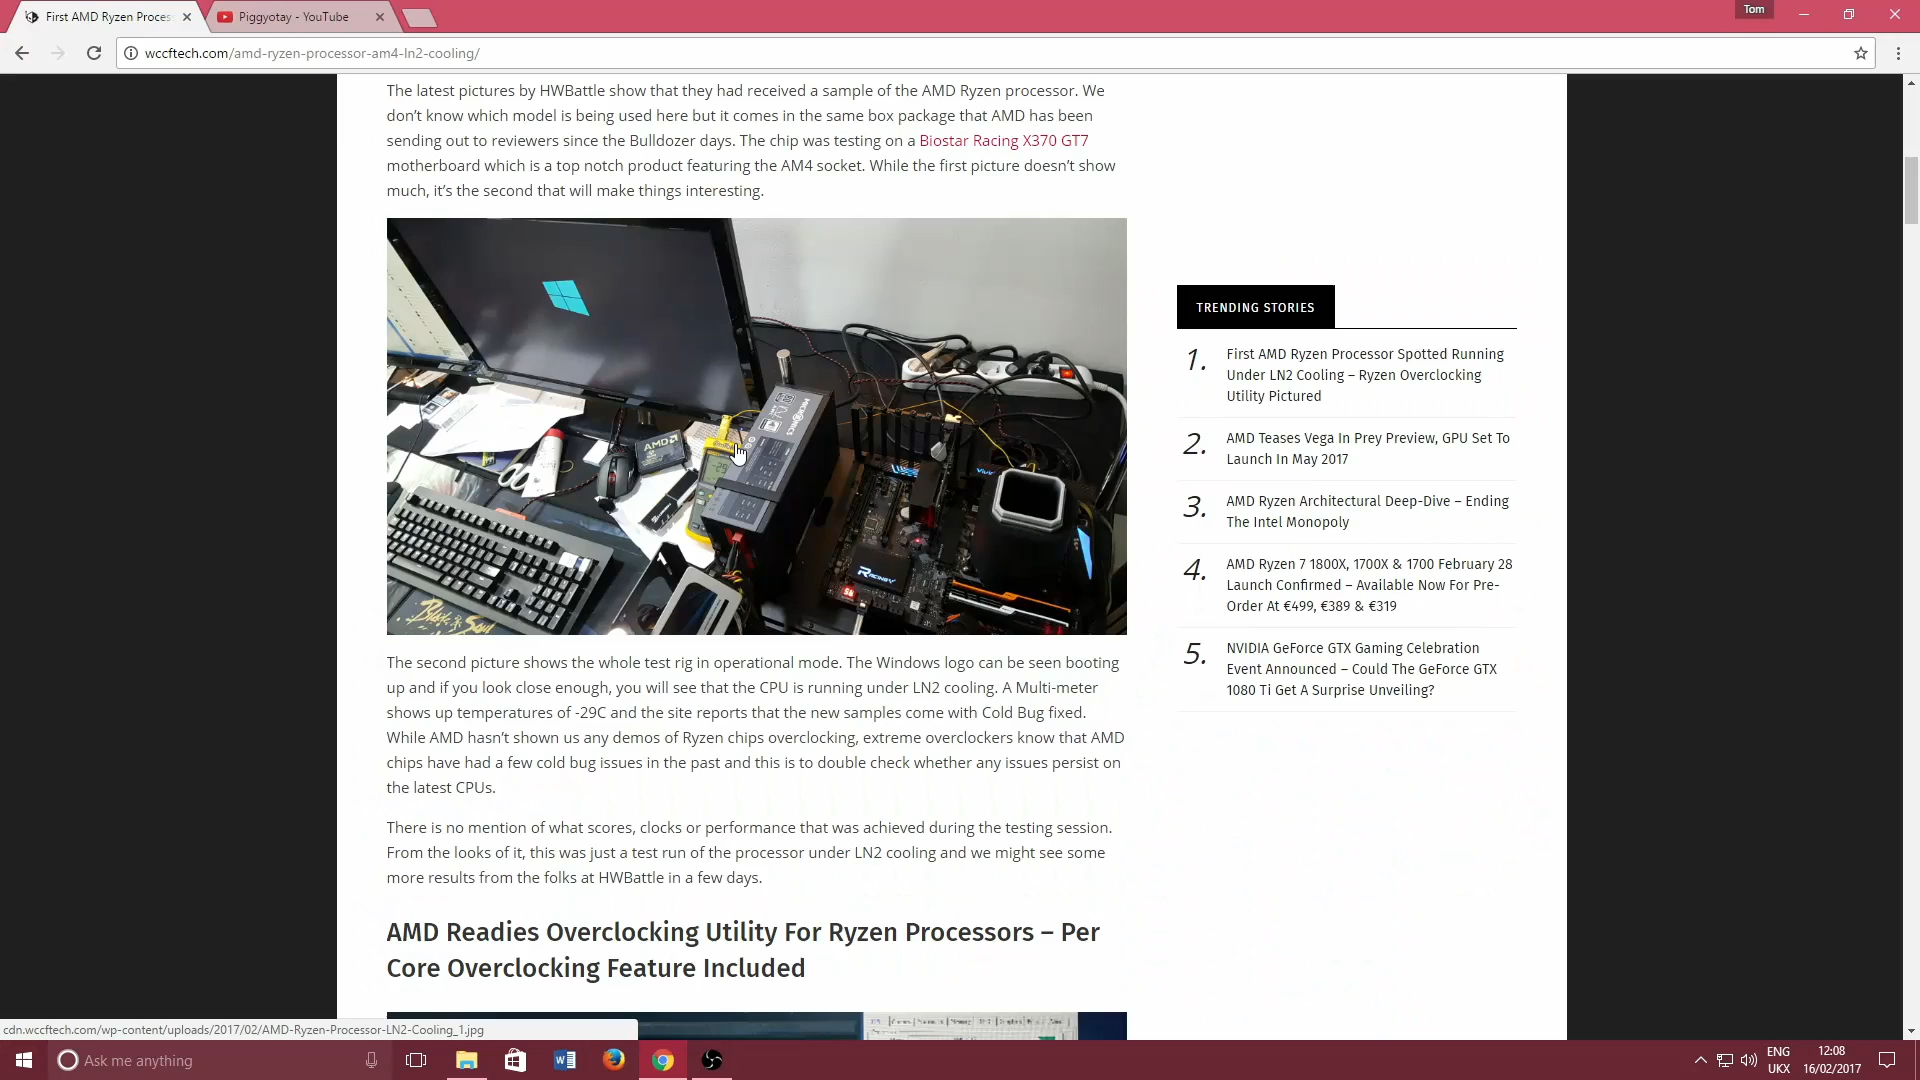 First AMD Ryzen Proces
Piggyotay - YouTube
Tom
wccftech.com/amd-ryzen-processor-am4-ln2-cooling/
The latest pictures by HWBattle show that they had received a sample of the AMD Ryzen processor. We
don’t know which model is being used here but it comes in the same box package that AMD has been
sending out to reviewers since the Bulldozer days. The chip was testing on a Biostar Racing X370 GT7
motherboard which is a top notch product featuring the AM4 socket. While the first picture doesn’t show
much, it’s the second that will make things interesting.
AMD
MICRONICS
-29
RACING
The second picture shows the whole test rig in operational mode. The Windows logo can be seen booting
up and if you look close enough, you will see that the CPU is running under LN2 cooling. A Multi-meter
shows up temperatures of -29C and the site reports that the new samples come with Cold Bug fixed.
While AMD hasn’t shown us any demos of Ryzen chips overclocking, extreme overclockers know that AMD
chips have had a few cold bug issues in the past and this is to double check whether any issues persist on
the latest CPUs.
There is no mention of what scores, clocks or performance that was achieved during the testing session.
From the looks of it, this was just a test run of the processor under LN2 cooling and we might see some
more results from the folks at HWBattle in a few days.
AMD Readies Overclocking Utility For Ryzen Processors – Per
Core Overclocking Feature Included
TRENDING STORIES
1. First AMD Ryzen Processor Spotted Running
Under LN2 Cooling – Ryzen Overclocking
Utility Pictured
2. AMD Teases Vega In Prey Preview, GPU Set To
Launch In May 2017
3. AMD Ryzen Architectural Deep-Dive – Ending
The Intel Monopoly
4. AMD Ryzen 7 1800X, 1700X & 1700 February 28
Launch Confirmed – Available Now For Pre-
Order At €499, €389 & €319
5. NVIDIA GeForce GTX Gaming Celebration
Event Announced – Could The GeForce GTX
1080 Ti Get A Surprise Unveiling?
cdn.wccftech.com/wp-content/uploads/2017/02/AMD-Ryzen-Processor-LN2-Cooling_1.jpg
Ask me anything
ENG
UKX
12:08
16/02/2017